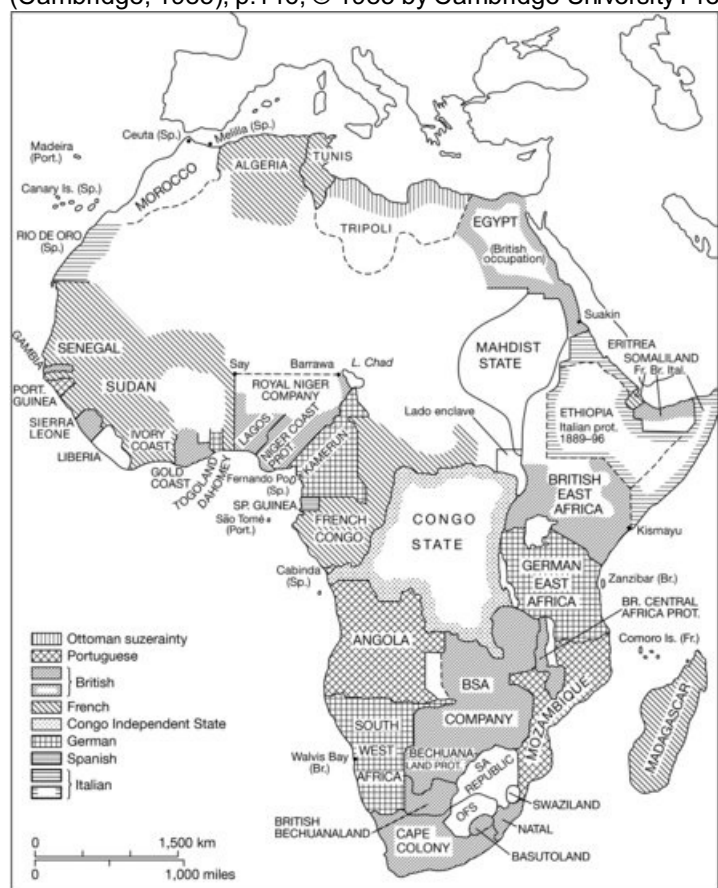 (Cambridge, 1985), p.140, © 1985 by Cambridge University Pre
Ceuta (Sp.)
Melilla (Sp.)
Madeira
(Port.)
Canary Is. (Sp.)
RIO DE ORO
(Sp.)
MOROCCO
ALGERIA
TUNIS
TRIPOLI
EGYPT
(British
occupation)
Suakin
MAHDIST
STATE
ERITREA
SOMALILAND
Fr. Br. Ital.
ETHIOPIA
Italian prot.
1889–96
Lado enclave
SENEGAL
SUDAN
GAMBIA
PORT.
GUINEA
SIERRA
LEONE
LIBERIA
IVORY
COAST
GOLD
COAST
TOGOLAND
DAHOMEY
Say
Barrawa
L. Chad
ROYAL NIGER
COMPANY
LAGOS
NIGER COAST
PROT.
KAMERUN
Fernando Po
(Sp.)
SP. GUINEA
São Tomé
(Port.)
FRENCH
CONGO
CONGO
STATE
Cabinda
(Sp.)
BRITISH
EAST
AFRICA
Kismayu
GERMAN
EAST
AFRICA
Zanzibar (Br.)
BR. CENTRAL
AFRICA PROT.
Comoro Is. (Fr.)
ANGOLA
BSA
COMPANY
MOZAMBIQUE
MADAGASCAR
SOUTH
WEST
AFRICA
Walvis Bay
(Br.)
BECHUANA-
LAND PROT.
SA
REPUBLIC
OFS
SWAZILAND
NATAL
BASUTOLAND
BRITISH
BECHUANALAND
CAPE
COLONY
Ottoman suzerainty
Portuguese
British
French
Congo Independent State
German
Spanish
Italian
0 1,500 km
0 1,000 miles